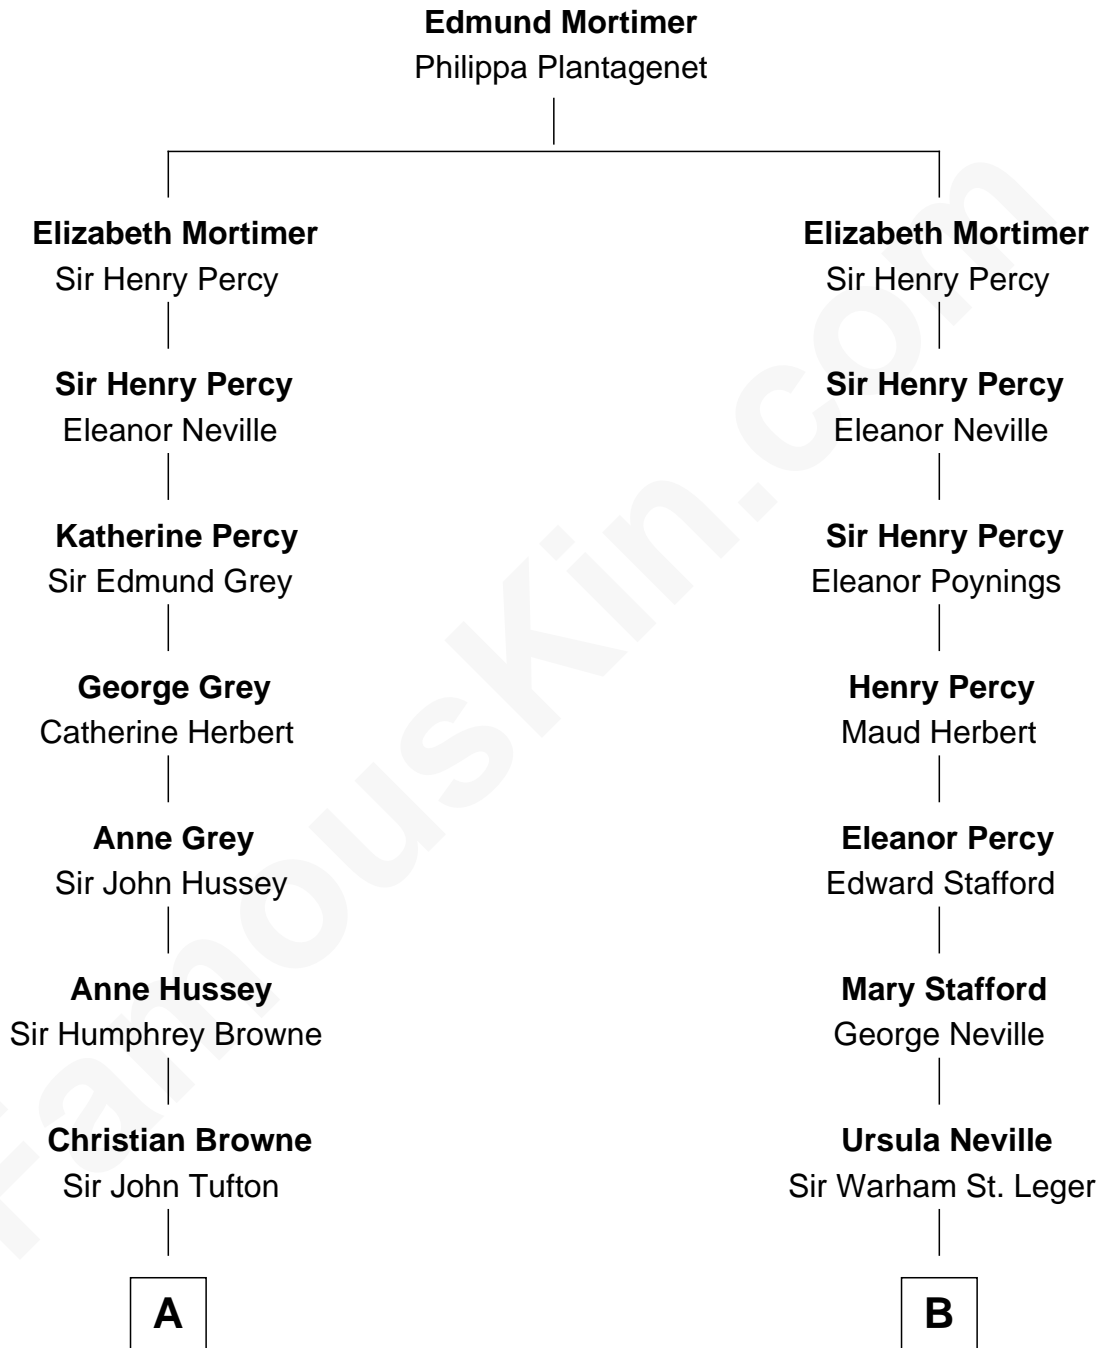 Edmund Mortimer
Philippa Plantagenet
Elizabeth Mortimer
Sir Henry Percy
Sir Henry Percy
Eleanor Neville
Katherine Percy
Sir Edmund Grey
George Grey
Catherine Herbert
Anne Grey
Sir John Hussey
Anne Hussey
Sir Humphrey Browne
Christian Browne
Sir John Tufton
A
Elizabeth Mortimer
Sir Henry Percy
Sir Henry Percy
Eleanor Neville
Sir Henry Percy
Eleanor Poynings
Henry Percy
Maud Herbert
Eleanor Percy
Edward Stafford
Mary Stafford
George Neville
Ursula Neville
Sir Warham St. Leger
B
FamousKin.com